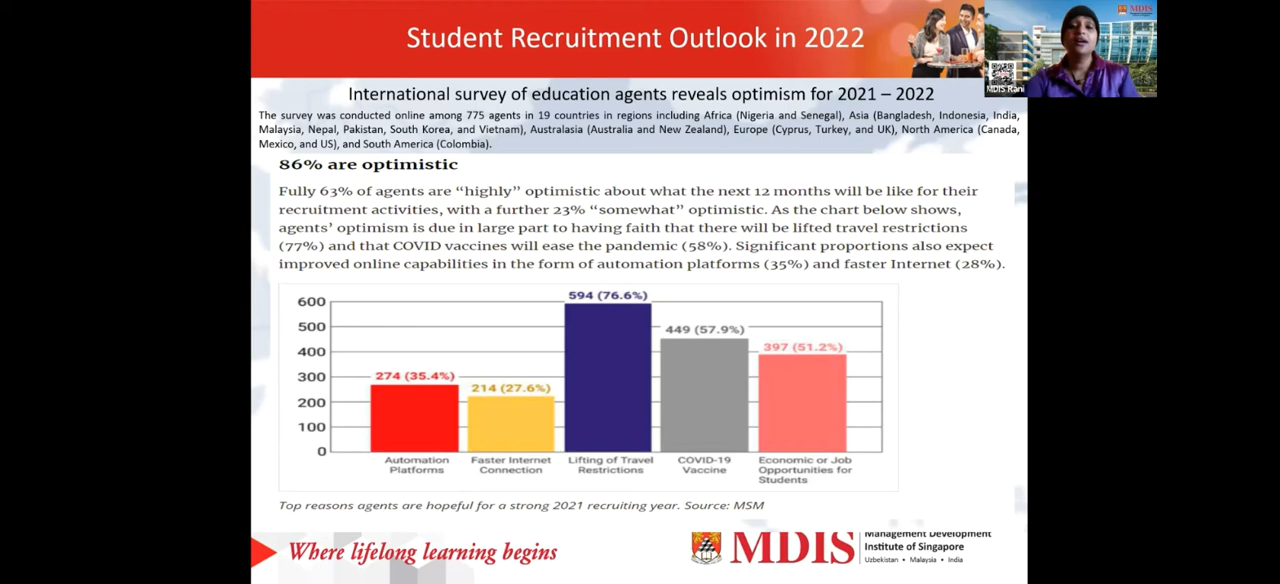 Student Recruitment Outlook in 2022
MDIS
MDIS Rani
International survey of education agents reveals optimism for 2021 – 2022
The survey was conducted online among 775 agents in 19 countries in regions including Africa (Nigeria and Senegal), Asia (Bangladesh, Indonesia, India,
Malaysia, Nepal, Pakistan, South Korea, and Vietnam), Australasia (Australia and New Zealand), Europe (Cyprus, Turkey, and UK), North America (Canada,
Mexico, and US), and South America (Colombia).
86% are optimistic
Fully 63% of agents are “highly” optimistic about what the next 12 months will be like for their
recruitment activities, with a further 23% “somewhat” optimistic. As the chart below shows,
agents’ optimism is due in large part to having faith that there will be lifted travel restrictions
(77%) and that COVID vaccines will ease the pandemic (58%). Significant proportions also expect
improved online capabilities in the form of automation platforms (35%) and faster Internet (28%).
600
500
400
300
200
100
0
274 (35.4%)
214 (27.6%)
594 (76.6%)
449 (57.9%)
397 (51.2%)
Automation
Platforms
Faster Internet
Connection
Lifting of Travel
Restrictions
COVID-19
Vaccine
Economic or Job
Opportunities for
Students
Top reasons agents are hopeful for a strong 2021 recruiting year. Source: MSM
Where lifelong learning begins
MDIS
Management Development
Institute of Singapore
Uzbekistan • Malaysia • India